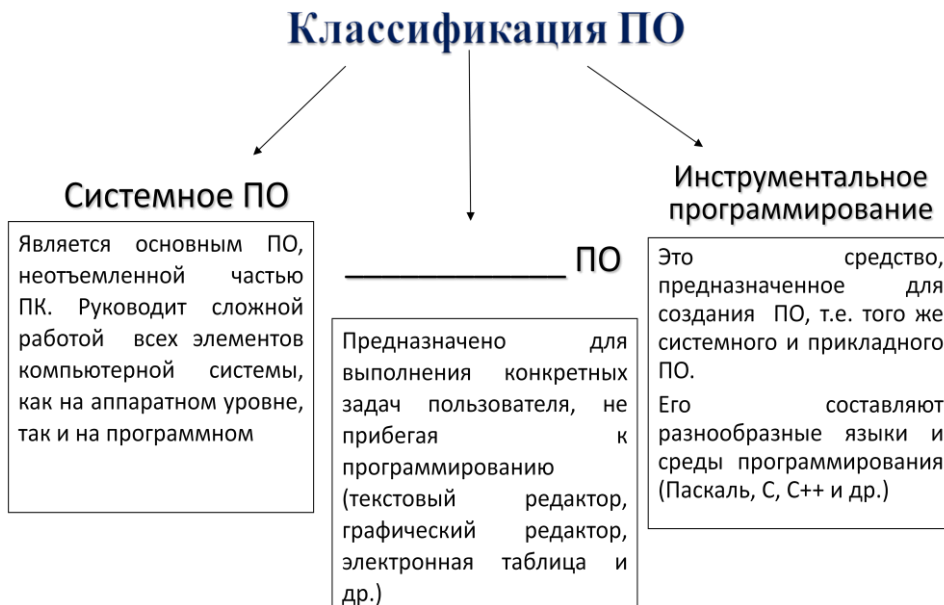 Классификация ПО
Системное ПО
Является основным ПО,
неотъемленной частью
ПК. Руководит сложной
работой всех элементов
компьютерной системы,
как на аппаратном уровне,
так и на программном
____________ ПО
Предназначено для
выполнения конкретных
задач пользователя, не
прибегая к
программированию
(текстовый редактор,
графический редактор,
электронная таблица и
др.)
Инструментальное
программирование
Это средство,
предназначенное для
создания ПО, т.е. того же
системного и прикладного
ПО.
Его составляют
разнообразные языки и
среды программирования
(Паскаль, С, С++ и др.)